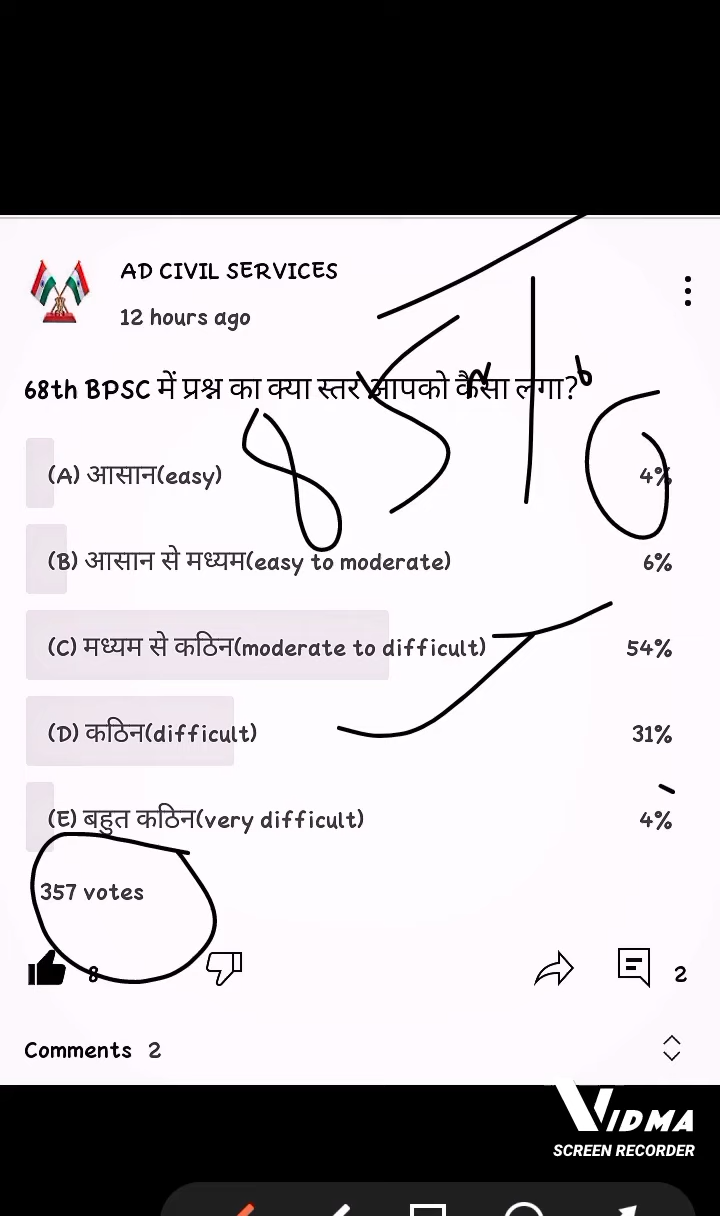 AD CIVIL SERVICES
12 hours ago
68th BPSC में प्रश्न का क्या स्तर आपको कैसा लगा?
(A) आसान(easy) 4%
(B) आसान से मध्यम(easy to moderate) 6%
(C) मध्यम से कठिन(moderate to difficult) 54%
(D) कठिन(difficult) 31%
(E) बहुत कठिन(very difficult) 4%
357 votes
8 2
Comments 2
VIDMA
SCREEN RECORDER